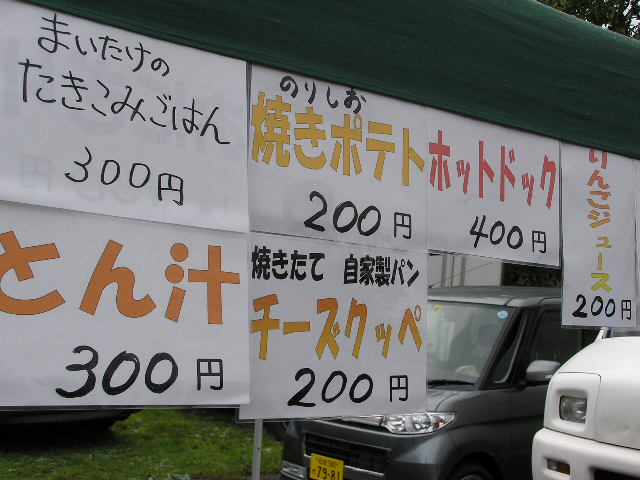 まいたけの
たきこみごはん
300円
のりしお
焼きポテト
200円
ホットドック
400円
りんごジュース
200円
とん汁
300円
焼きたて 自家製パン
チーズクッペ
200円
79-81